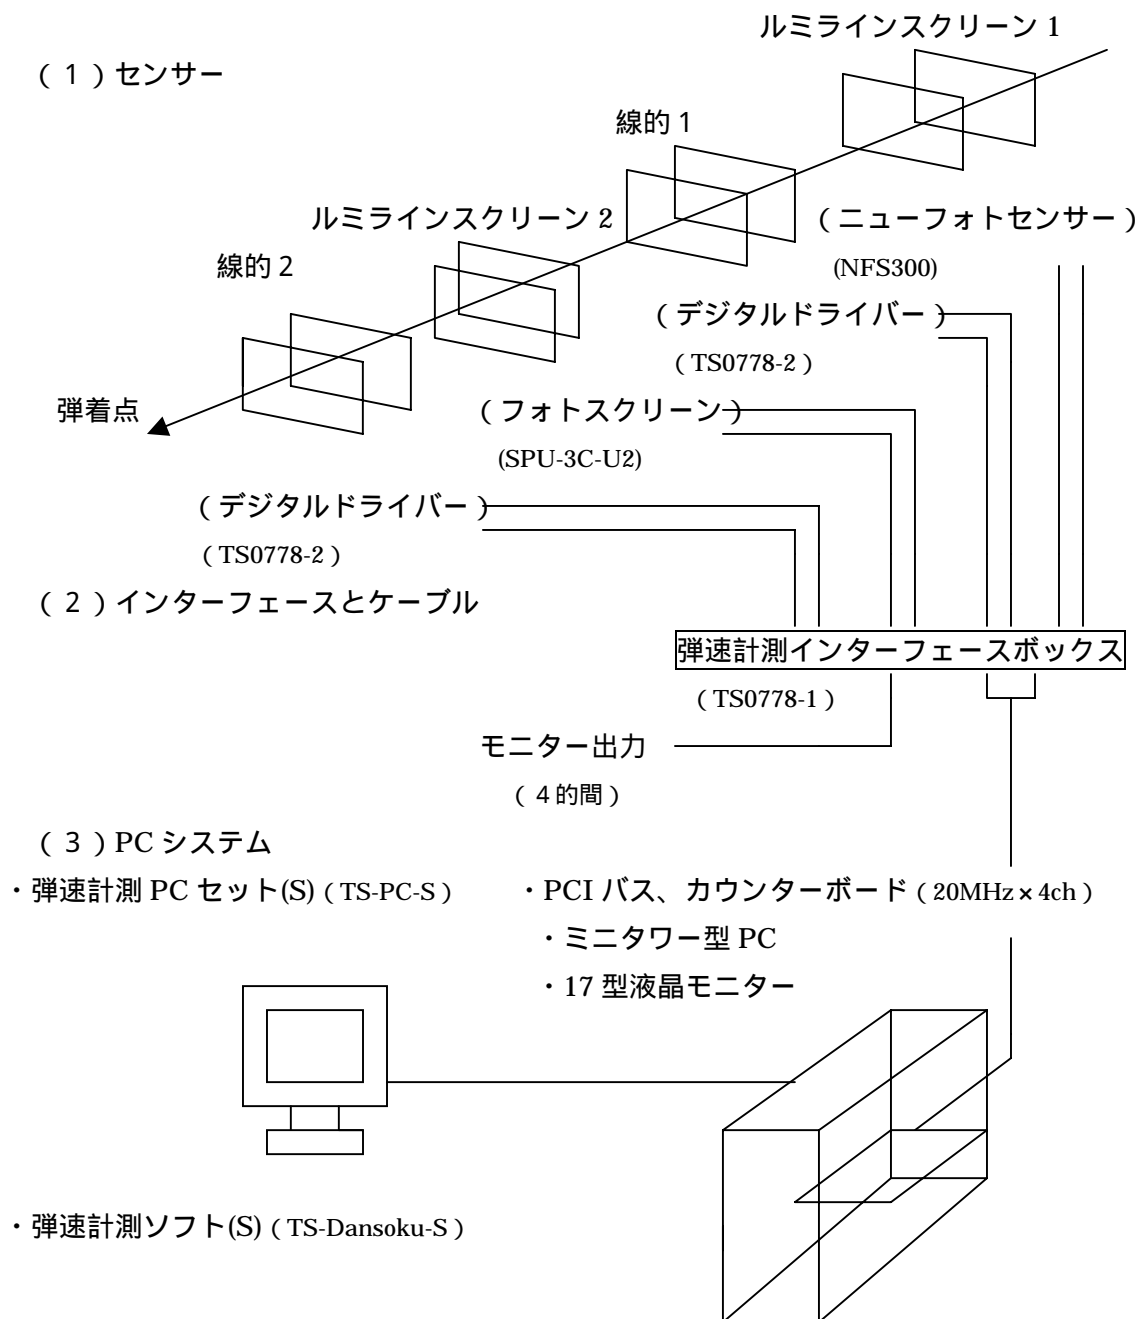 ルミラインスクリーン 1
（１）センサー
線的 1
ルミラインスクリーン 2
（ニューフォトセンサー）
線的 2
(NFS300)
（デジタルドライバー）
（TS0778-2）
弾着点
（フォトスクリーン）
(SPU-3C-U2)
（デジタルドライバー）
（TS0778-2）
（２）インターフェースとケーブル
弾速計測インターフェースボックス
（TS0778-1）
モニター出力
（４的間）
（３）PC システム
・弾速計測 PC セット(S)（TS-PC-S）
・PCI バス、カウンターボード（20MHz×4ch）
・ミニタワー型 PC
・17 型液晶モニター
・弾速計測ソフト(S)（TS-Dansoku-S）